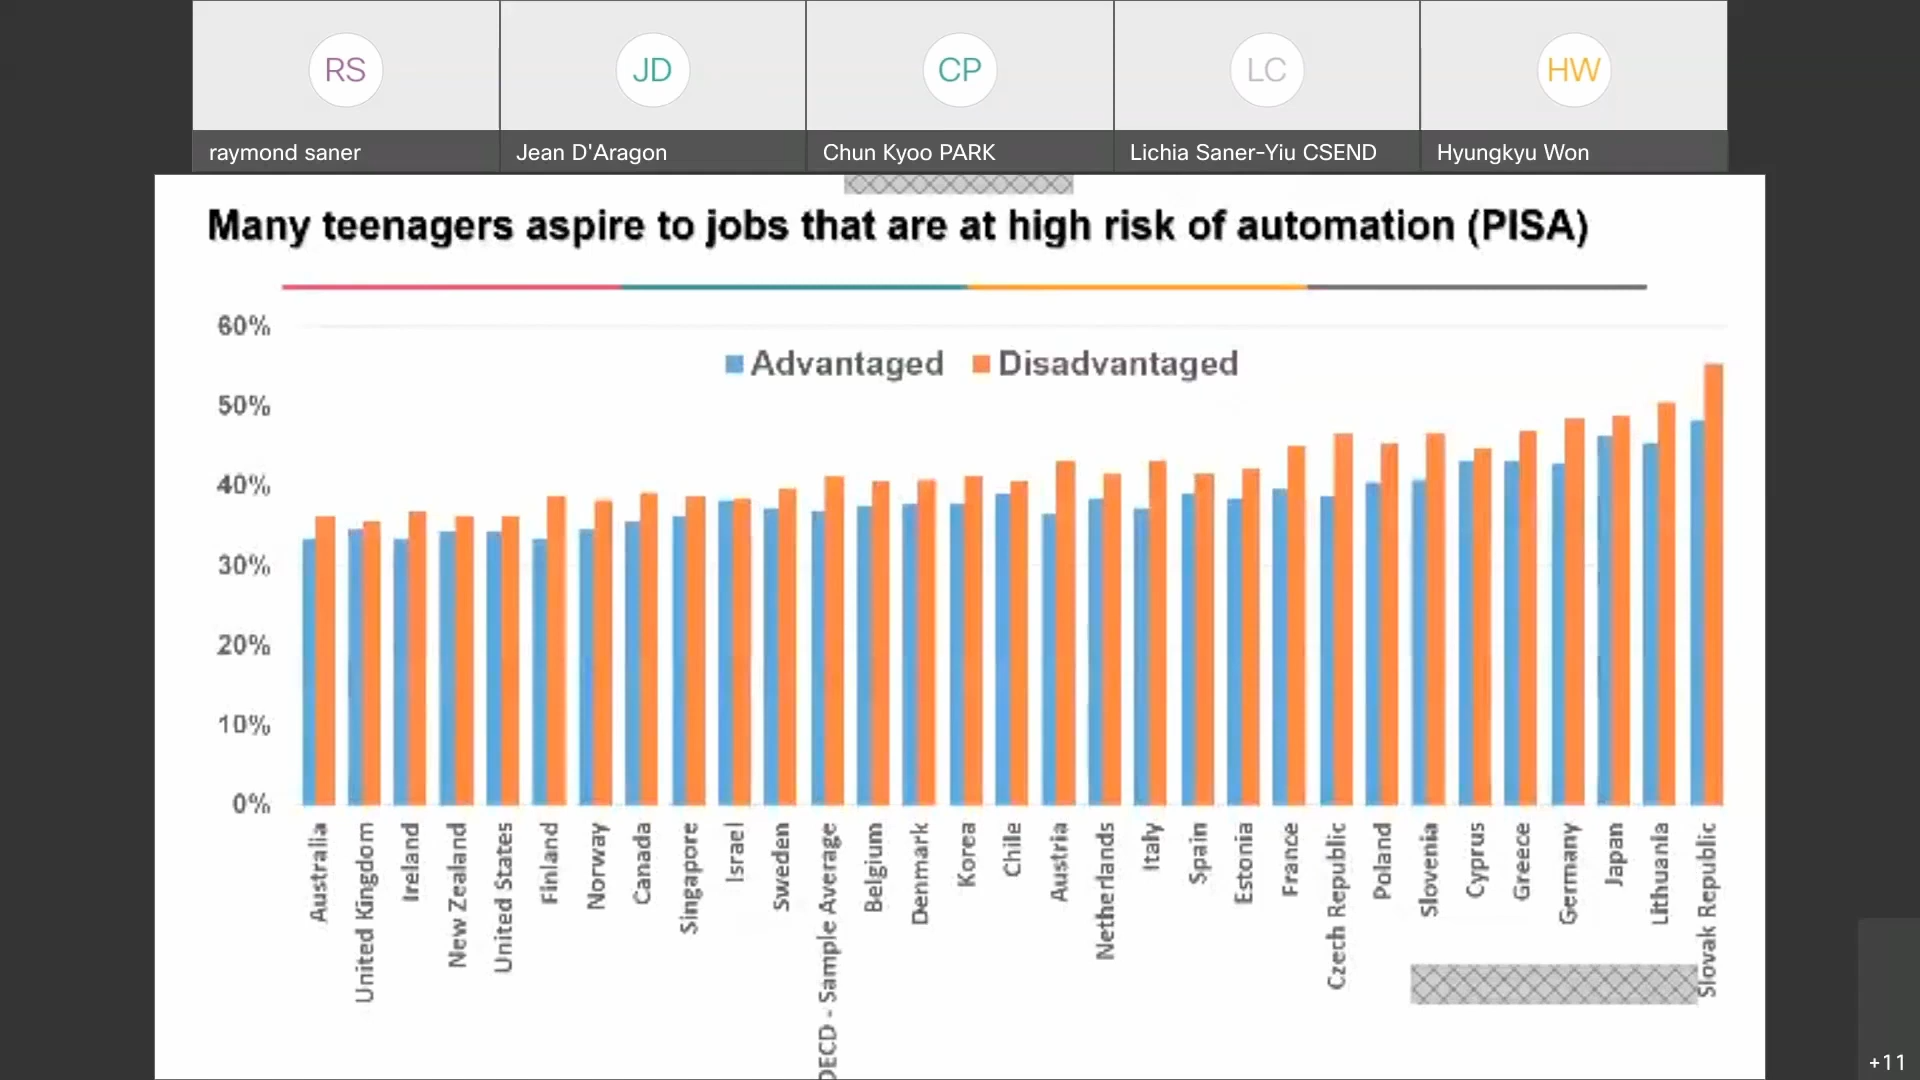 RS
JD
CP
LC
HW
raymond saner
Jean D'Aragon
Chun Kyoo PARK
Lichia Saner-Yiu CSEND
Hyungkyu Won
Many teenagers aspire to jobs that are at high risk of automation (PISA)
60%
Advantaged
Disadvantaged
50%
40%
30%
20%
10%
0%
Australia
United Kingdom
Ireland
New Zealand
United States
Finland
Norway
Canada
Singapore
Israel
Sweden
OECD - Sample Average
Belgium
Denmark
Korea
Chile
Austria
Netherlands
Italy
Spain
Estonia
France
Czech Republic
Poland
Slovenia
Cyprus
Greece
Germany
Japan
Lithuania
Slovak Republic
+11